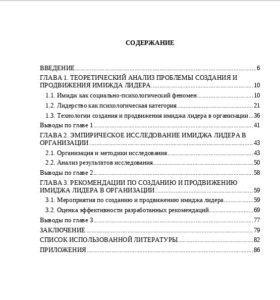 СОДЕРЖАНИЕ
ВВЕДЕНИЕ 6
ГЛАВА 1. ТЕОРЕТИЧЕСКИЙ АНАЛИЗ ПРОБЛЕМЫ СОЗДАНИЯ И
ПРОДВИЖЕНИЯ ИМИДЖА ЛИДЕРА 10
1.1. Имидж как социально-психологический феномен 10
1.2. Лидерство как психологическая категория 21
1.3. Технологии создания и продвижения имиджа лидера в организации 36
Выводы по главе 1 41
ГЛАВА 2. ЭМПИРИЧЕСКОЕ ИССЛЕДОВАНИЕ ИМИДЖА ЛИДЕРА В
ОРГАНИЗАЦИИ 43
2.1. Организация и методики исследования 43
2.2. Анализ результатов исследования 50
Выводы по главе 2 58
ГЛАВА 3. РЕКОМЕНДАЦИИ ПО СОЗДАНИЮ И ПРОДВИЖЕНИЮ
ИМИДЖА ЛИДЕРА В ОРГАНИЗАЦИИ 59
3.1. Мероприятия по созданию и продвижению имиджа лидера 59
3.2. Оценка эффективности разработанных рекомендаций 69
Выводы по главе 3 77
ЗАКЛЮЧЕНИЕ 79
СПИСОК ИСПОЛЬЗОВАННОЙ ЛИТЕРАТУРЫ 82
ПРИЛОЖЕНИЯ 86